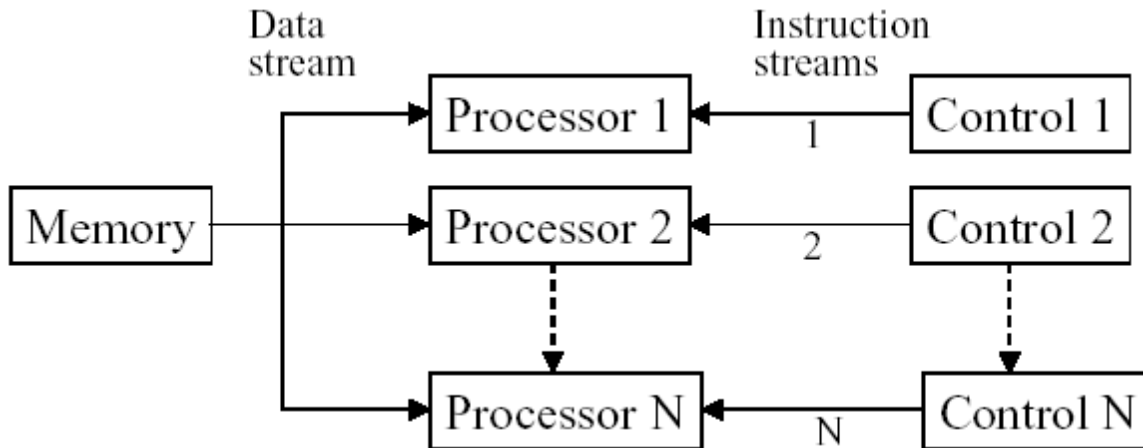 Data
stream
Instruction
streams
Processor 1
1
Control 1
Memory
Processor 2
2
Control 2
Processor N
N
Control N